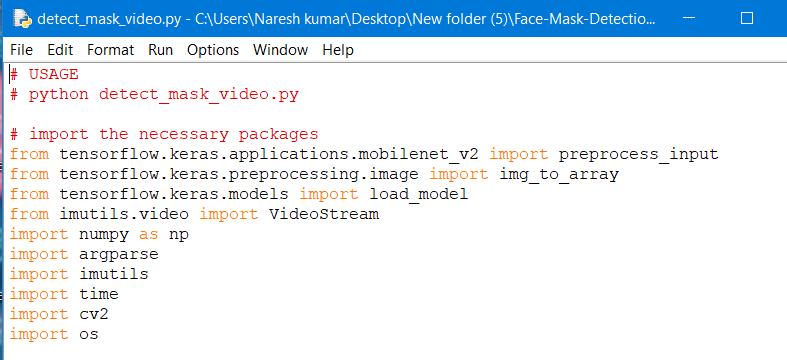 detect_mask_video.py - C:\Users\Naresh kumar\Desktop\New folder (5)\Face-Mask-Detectio...
File Edit Format Run Options Window Help
# USAGE
# python detect_mask_video.py
# import the necessary packages
from tensorflow.keras.applications.mobilenet_v2 import preprocess_input
from tensorflow.keras.preprocessing.image import img_to_array
from tensorflow.keras.models import load_model
from imutils.video import VideoStream
import numpy as np
import argparse
import imutils
import time
import cv2
import os